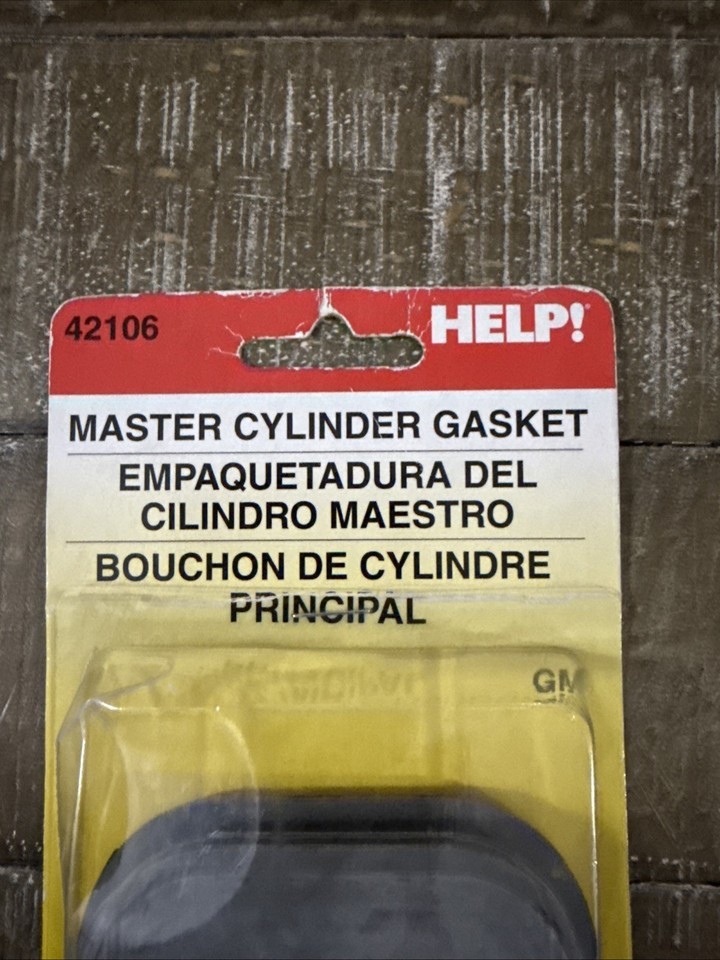 42106
HELP!
MASTER CYLINDER GASKET
EMPAQUETADURA DEL
CILINDRO MAESTRO
BOUCHON DE CYLINDRE
PRINCIPAL
GM